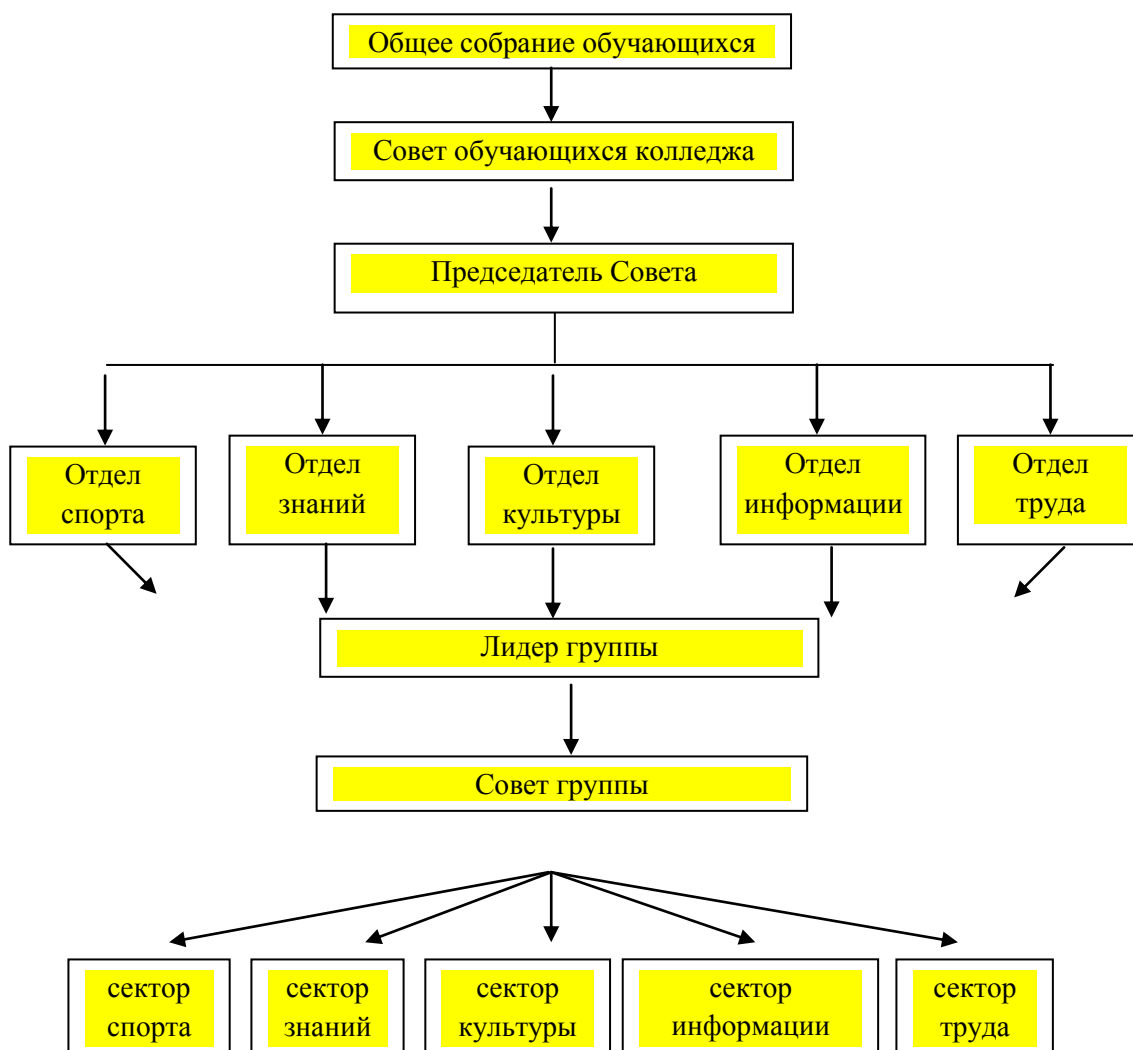 Общее собрание обучающихся
Совет обучающихся колледжа
Председатель Совета
Отдел
спорта
Отдел
знаний
Отдел
культуры
Отдел
информации
Отдел
труда
Лидер группы
Совет группы
сектор
спорта
сектор
знаний
сектор
культуры
сектор
информации
сектор
труда